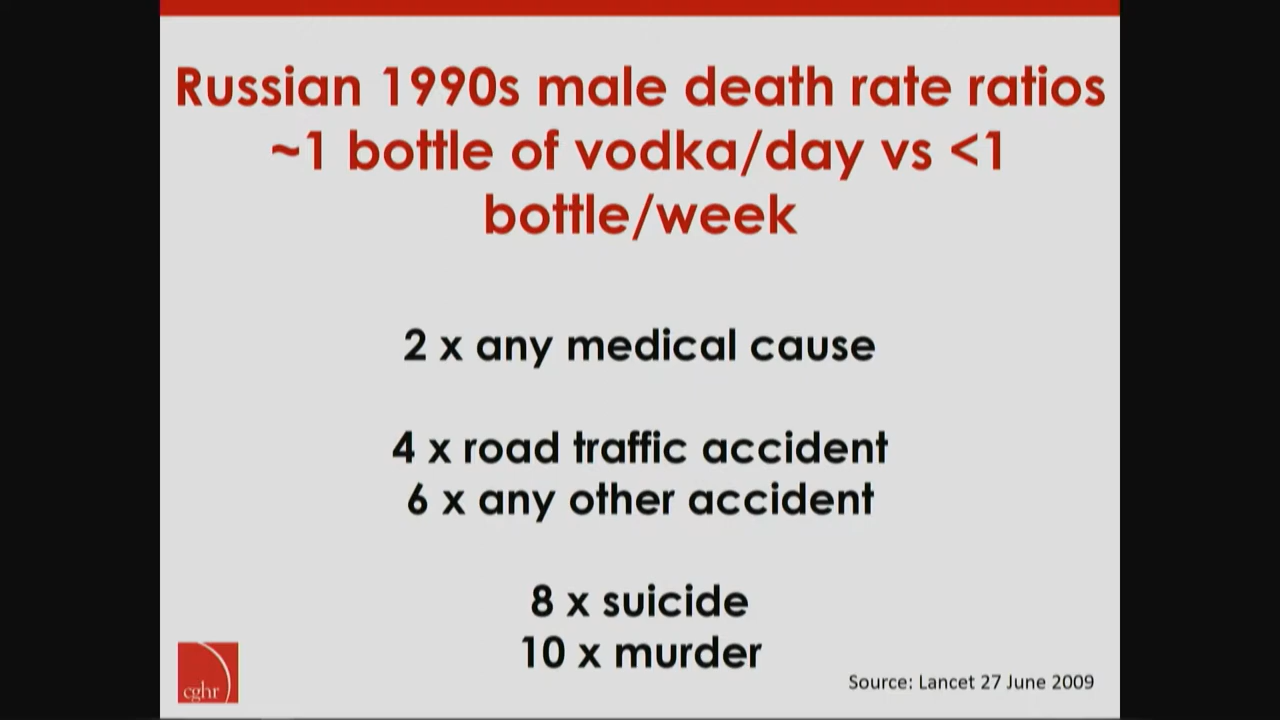 Russian 1990s male death rate ratios
~1 bottle of vodka/day vs <1
bottle/week
2 x any medical cause
4 x road traffic accident
6 x any other accident
8 x suicide
10 x murder
cghr
Source: Lancet 27 June 2009